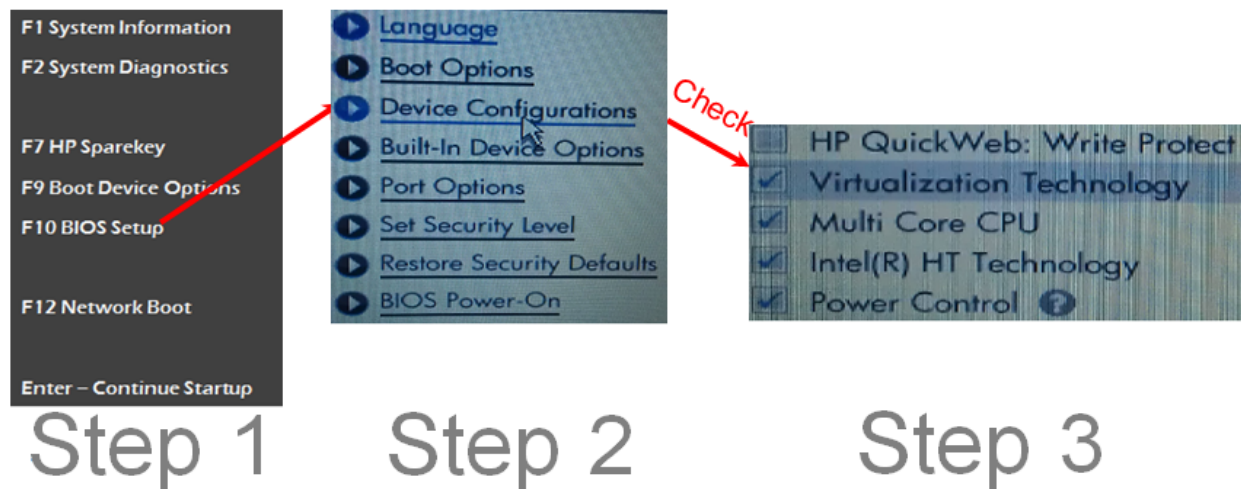 F1 System Information
F2 System Diagnostics
F7 HP Sparekey
F9 Boot Device Options
F10 BIOS Setup
F12 Network Boot
Enter – Continue Startup
Step 1
Language
Boot Options
Device Configurations
Built-In Device Options
Port Options
Set Security Level
Restore Security Defaults
BIOS Power-On
Step 2
Check
HP QuickWeb: Write Protect
Virtualization Technology
Multi Core CPU
Intel(R) HT Technology
Power Control ?
Step 3